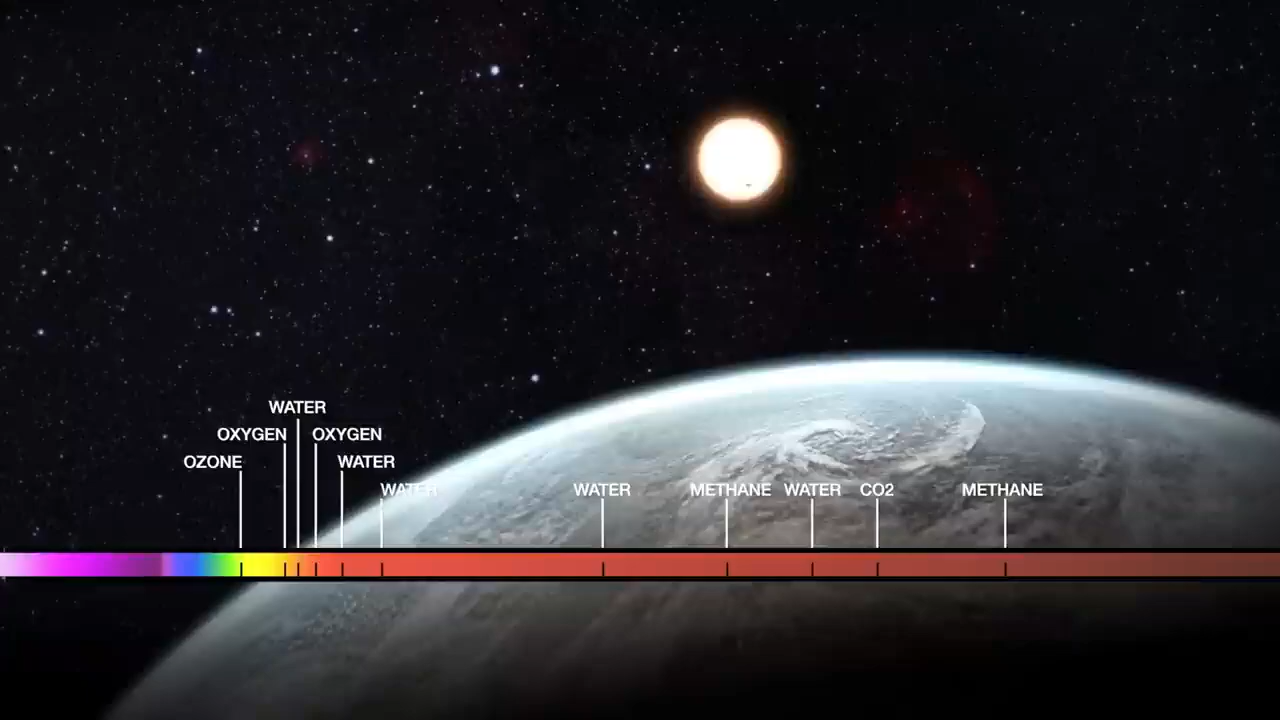 WATER
OXYGEN OXYGEN
OZONE WATER
WATER WATER METHANE WATER CO2 METHANE